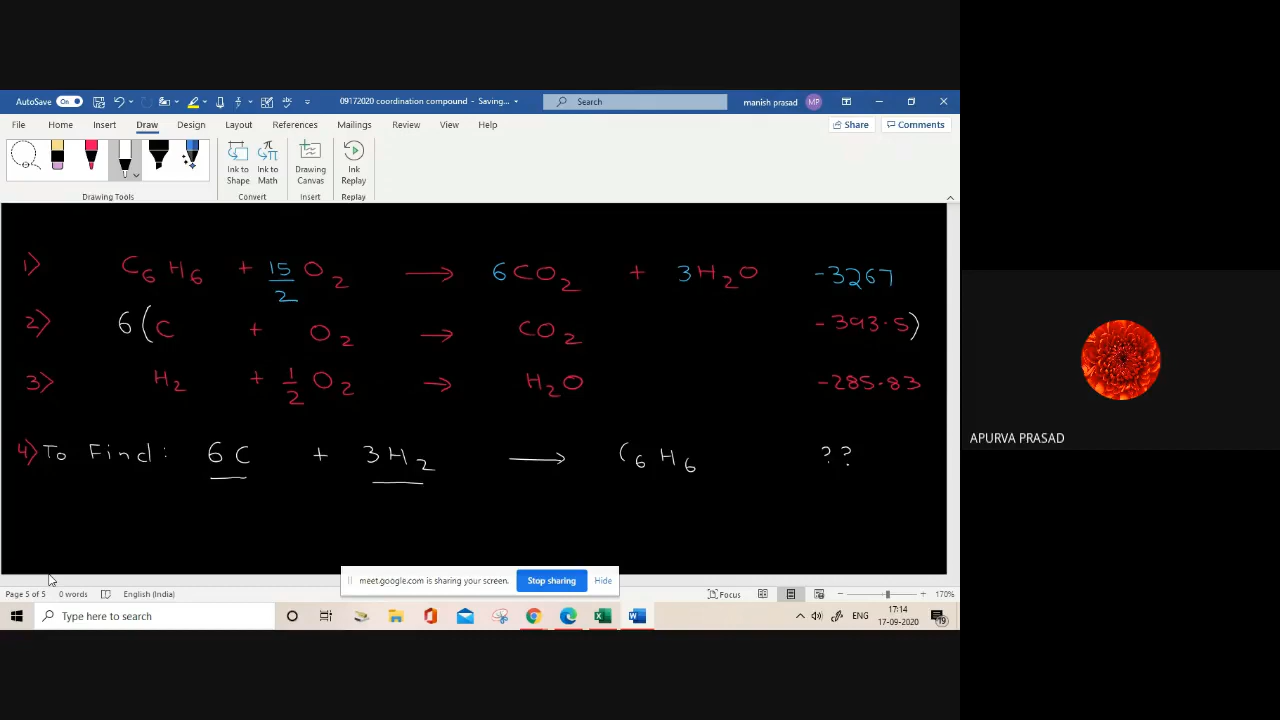 AutoSave On 09172020 coordination compound - Saving... Search manish prasad MP
File Home Insert Draw Design Layout References Mailings Review View Help Share Comments
Ink to Shape Ink to Math Drawing Canvas Ink Replay
Drawing Tools Convert Insert Replay
1) C6H6 + 15/2 O2 → 6CO2 + 3H2O -3267
2) 6(C + O2 → CO2 -393.5)
3) H2 + 1/2 O2 → H2O -285.83
4) To Find: 6C + 3H2 → C6H6 ??
APURVA PRASAD
meet.google.com is sharing your screen. Stop sharing Hide
Page 5 of 5 0 words English (India) Focus 170%
Type here to search ENG 17:14
17-09-2020 19